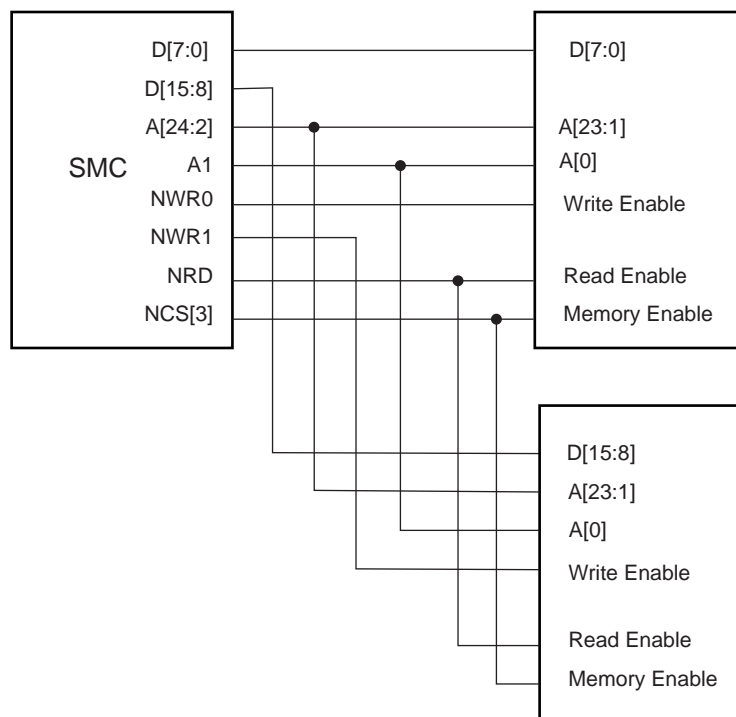 D[7:0]
D[15:8]
A[24:2]
SMC
A1
NWR0
NWR1
NRD
NCS[3]
D[7:0]
A[23:1]
A[0]
Write Enable
Read Enable
Memory Enable
D[15:8]
A[23:1]
A[0]
Write Enable
Read Enable
Memory Enable